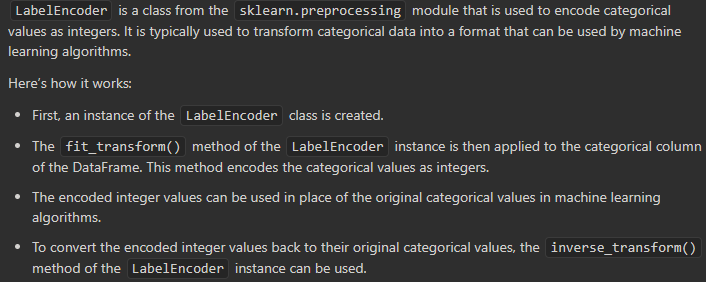 LabelEncoder is a class from the sklearn.preprocessing module that is used to encode categorical
values as integers. It is typically used to transform categorical data into a format that can be used by machine
learning algorithms.
Here's how it works:
• First, an instance of the LabelEncoder class is created.
• The fit_transform() method of the LabelEncoder instance is then applied to the categorical column
of the DataFrame. This method encodes the categorical values as integers.
• The encoded integer values can be used in place of the original categorical values in machine learning
algorithms.
• To convert the encoded integer values back to their original categorical values, the inverse_transform()
method of the LabelEncoder instance can be used.